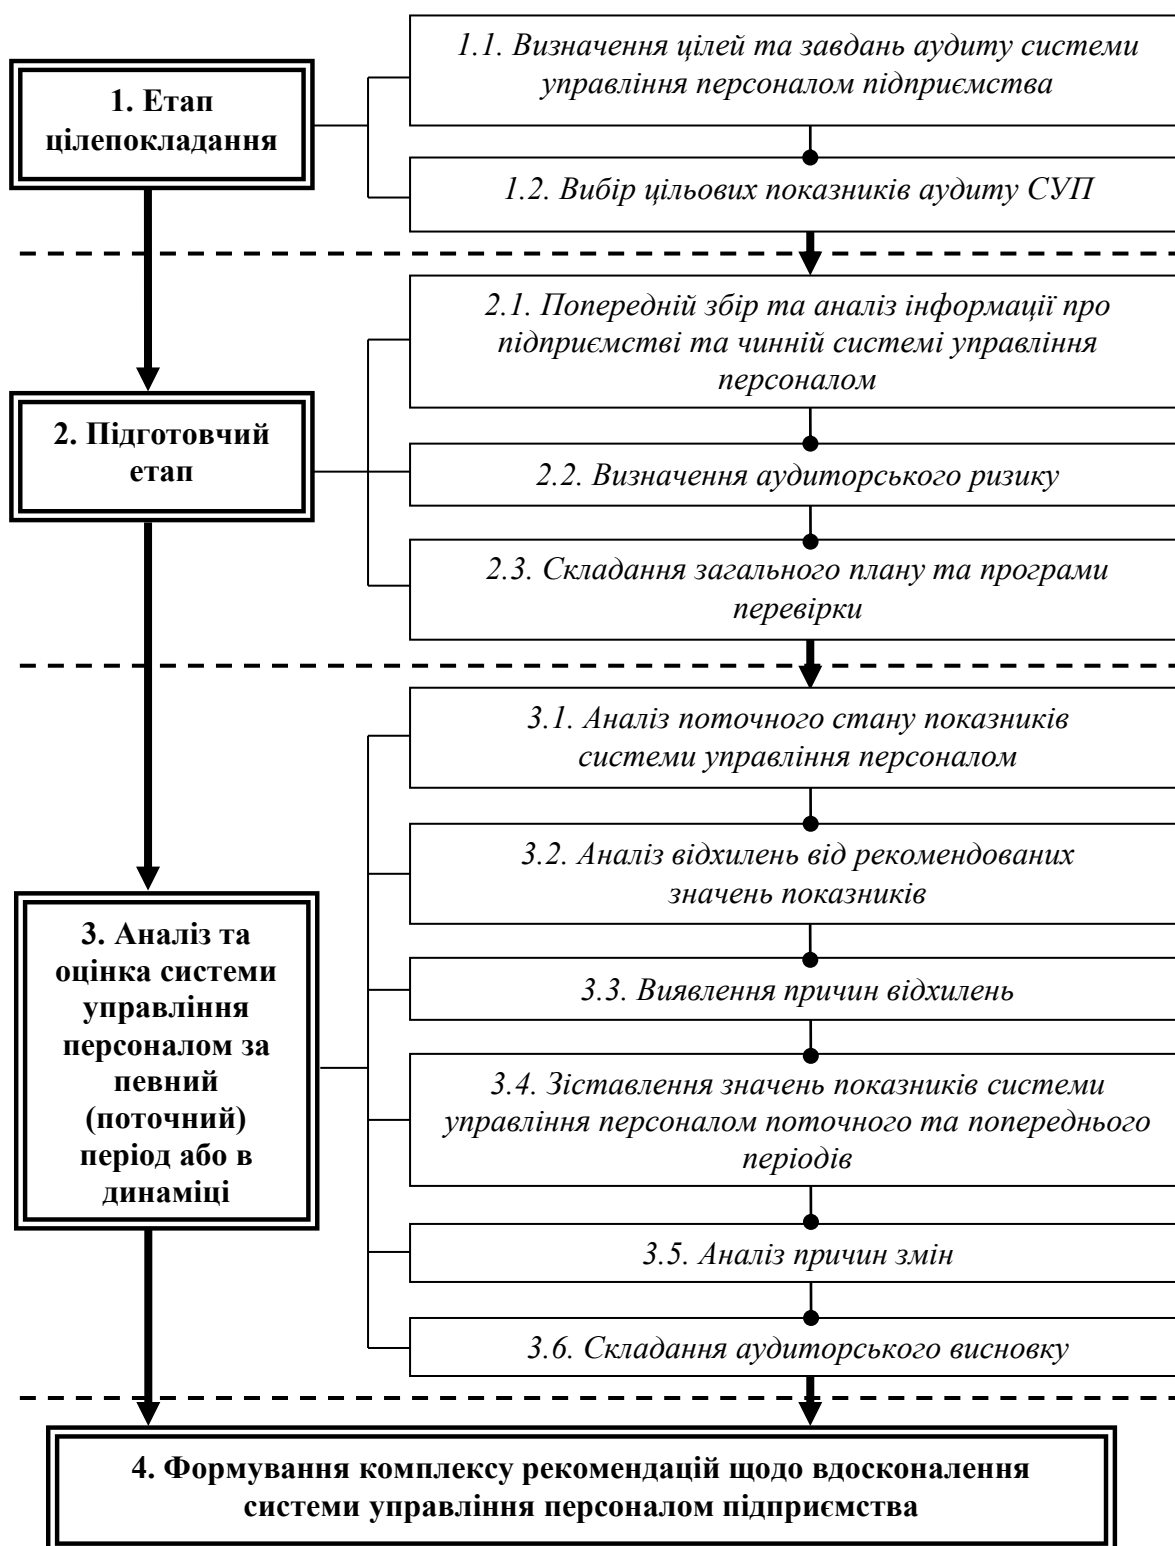 1. Етап
цілепокладання
1.1. Визначення цілей та завдань аудиту системи
управління персоналом підприємства
1.2. Вибір цільових показників аудиту СУП
2. Підготовчий
етап
2.1. Попередній збір та аналіз інформації про
підприємстві та чинній системі управління
персоналом
2.2. Визначення аудиторського ризику
2.3. Складання загального плану та програми
перевірки
3. Аналіз та
оцінка системи
управління
персоналом за
певний
(поточний)
період або в
динаміці
3.1. Аналіз поточного стану показників
системи управління персоналом
3.2. Аналіз відхилень від рекомендованих
значень показників
3.3. Виявлення причин відхилень
3.4. Зіставлення значень показників системи
управління персоналом поточного та попереднього
періодів
3.5. Аналіз причин змін
3.6. Складання аудиторського висновку
4. Формування комплексу рекомендацій щодо вдосконалення
системи управління персоналом підприємства